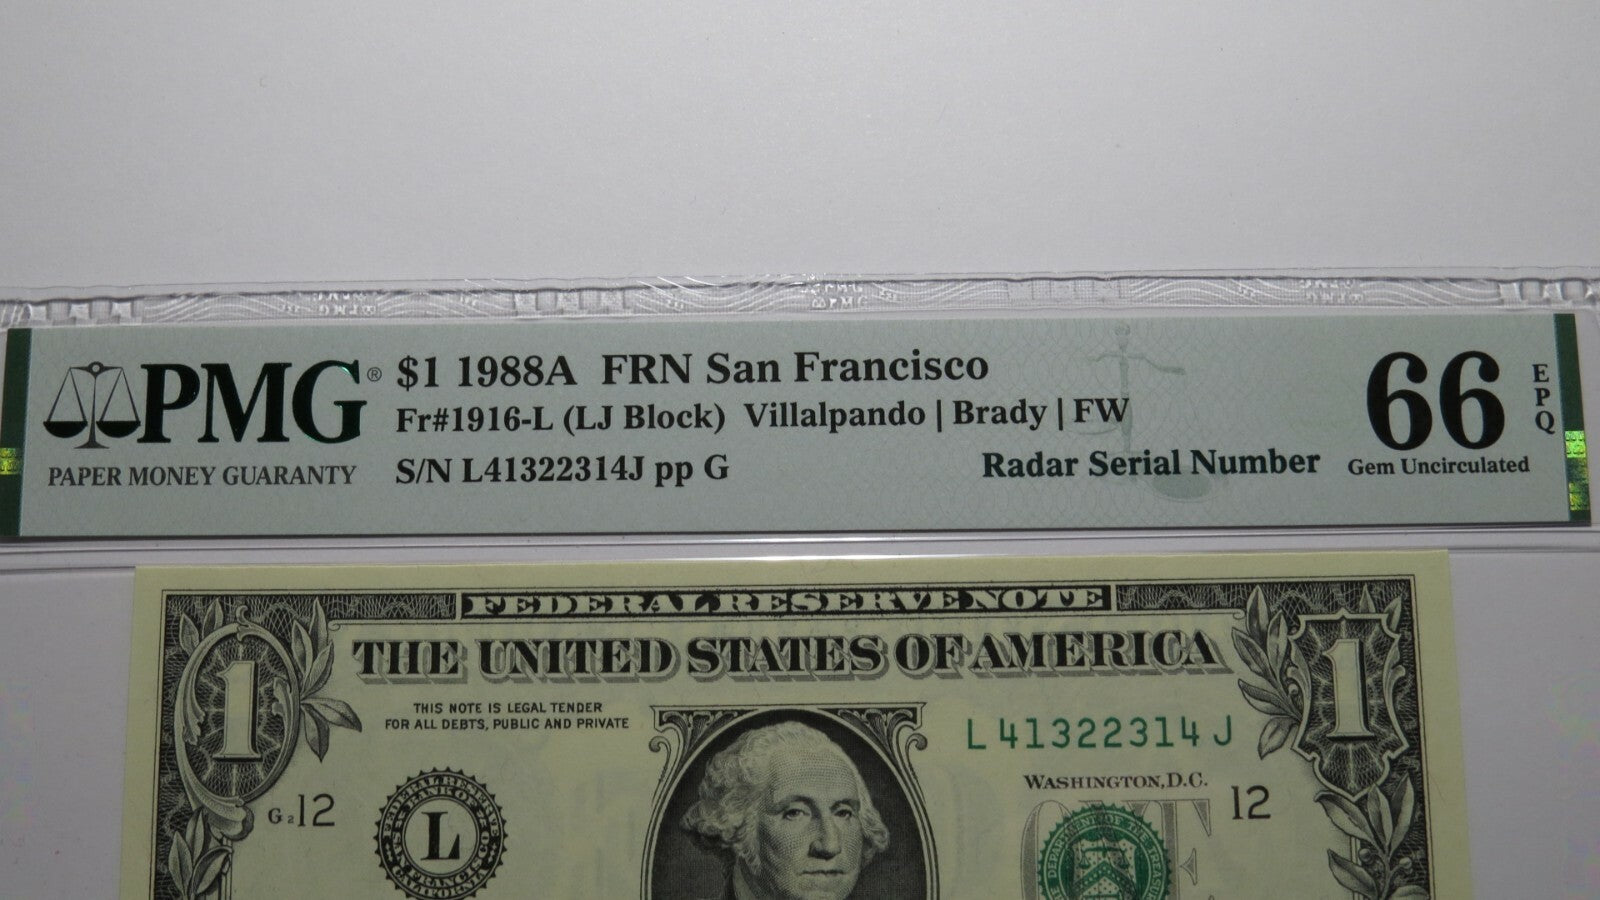 PMG® $1 1988A FRN San Francisco
Fr#1916-L (LJ Block) Villalpando | Brady | FW
PAPER MONEY GUARANTY
S/N L41322314J pp G
Radar Serial Number
66 EPQ
Gem Uncirculated
FEDERAL RESERVE NOTE
THE UNITED STATES OF AMERICA
1
1
THIS NOTE IS LEGAL TENDER
FOR ALL DEBTS, PUBLIC AND PRIVATE
L 41322314 J
WASHINGTON, D.C.
G2 12
12
L